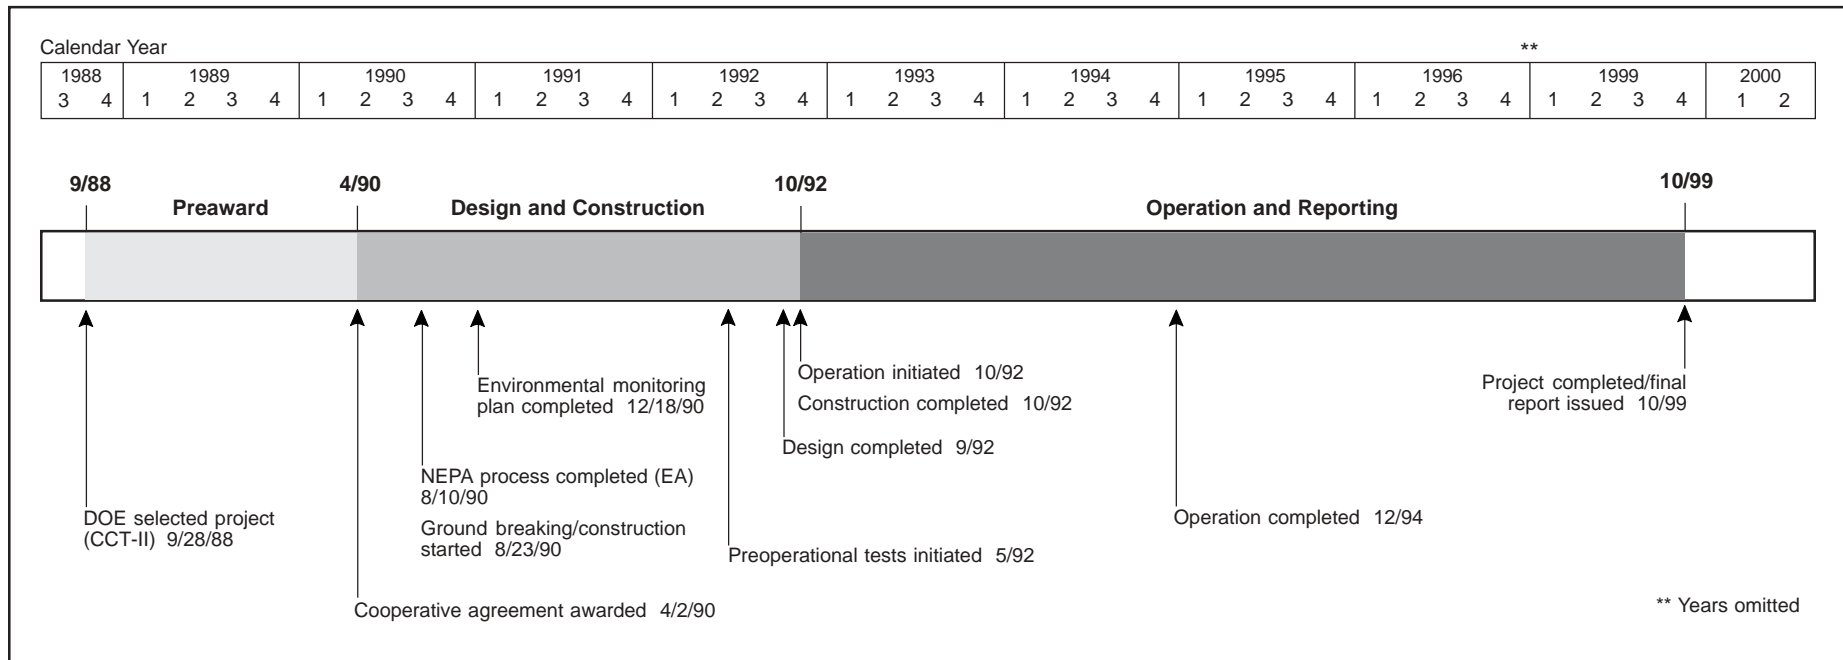 Calendar Year
**
1988 1989 1990 1991 1992 1993 1994 1995 1996 1999 2000
3 4 1 2 3 4 1 2 3 4 1 2 3 4 1 2 3 4 1 2 3 4 1 2 3 4 1 2 3 4 1 2 3 4 1 2 3 4 1 2
9/88 4/90 10/92 10/99
Preaward Design and Construction Operation and Reporting
DOE selected project
(CCT-II) 9/28/88
Cooperative agreement awarded 4/2/90
NEPA process completed (EA)
8/10/90
Ground breaking/construction
started 8/23/90
Environmental monitoring
plan completed 12/18/90
Preoperational tests initiated 5/92
Design completed 9/92
Operation initiated 10/92
Construction completed 10/92
Operation completed 12/94
Project completed/final
report issued 10/99
** Years omitted